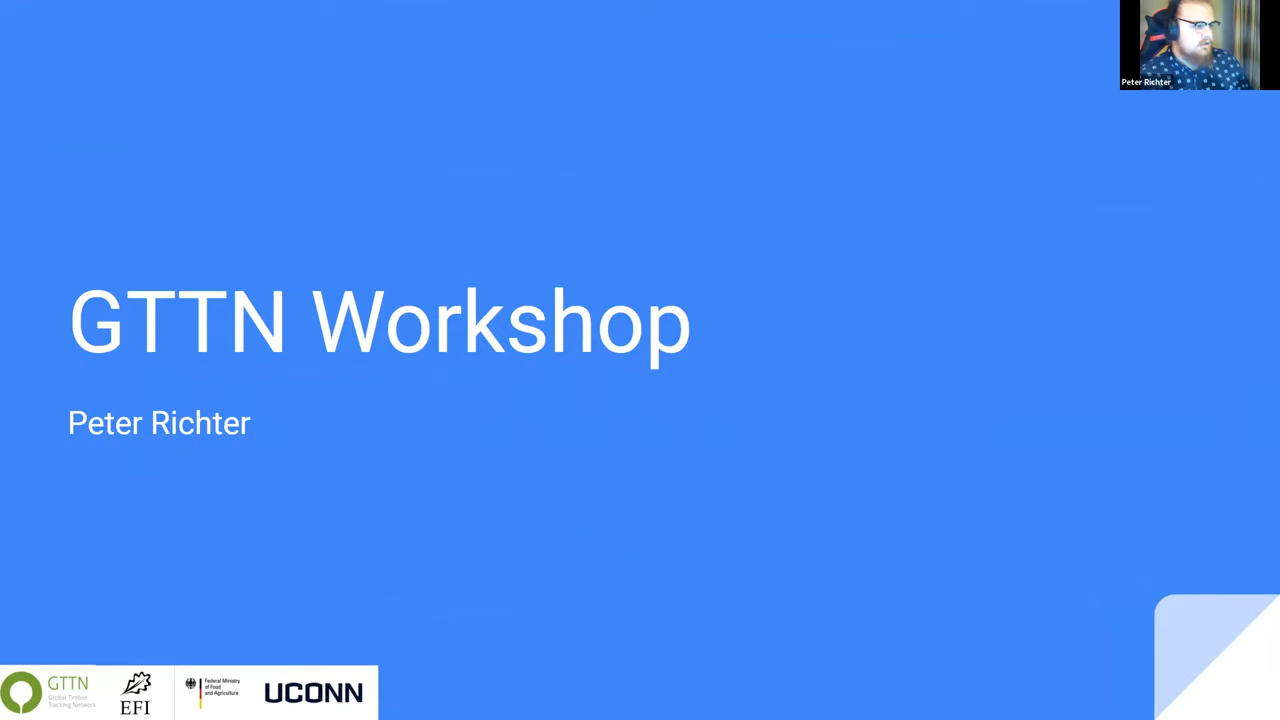 Peter Richter
GTTN Workshop
Peter Richter
GTTN
Global Timber
Tracking Network
EFI
Federal Ministry
of Food
and Agriculture
UCONN